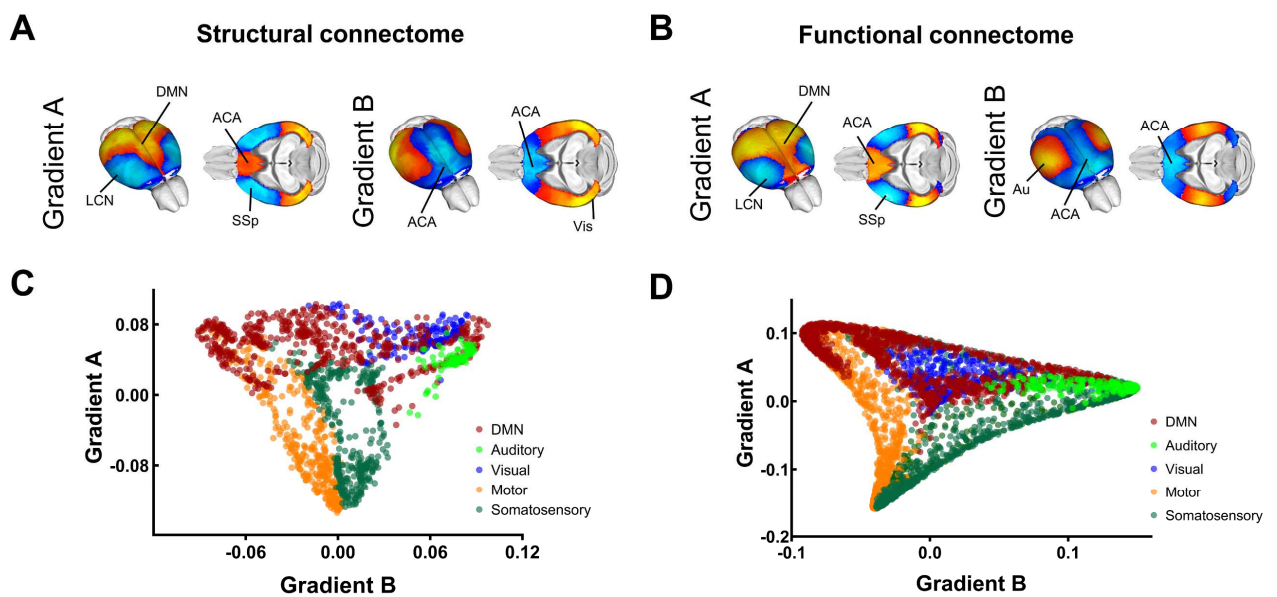 A
Structural connectome
Gradient A
DMN
LCN
ACA
SSp
Gradient B
ACA
ACA
Vis
B
Functional connectome
Gradient A
DMN
LCN
ACA
SSp
Gradient B
Au
ACA
ACA
C
Gradient A
0.08
0.00
-0.08
-0.06
0.00
0.06
0.12
Gradient B
DMN
Auditory
Visual
Motor
Somatosensory
D
Gradient A
0.1
0.0
-0.1
-0.2
-0.1
0.0
0.1
Gradient B
DMN
Auditory
Visual
Motor
Somatosensory